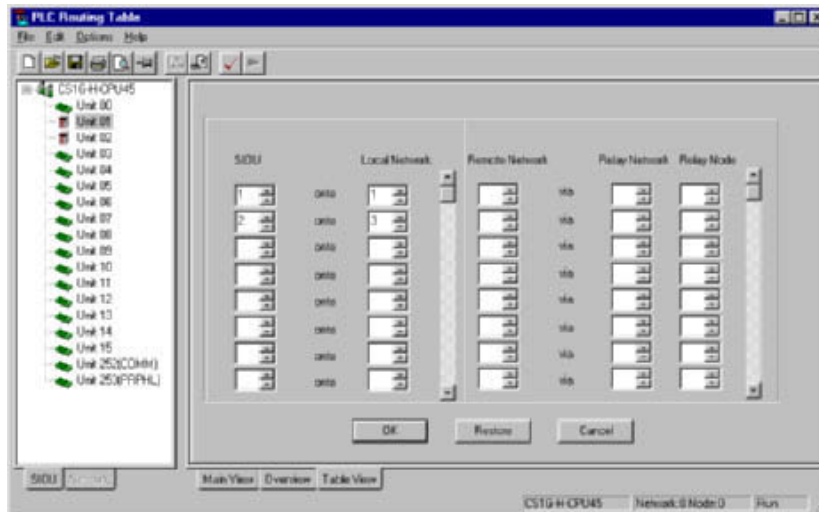 PLC Routing Table
File Edit Options Help
CS1G-H-CPU45
Unit 00
Unit 01
Unit 02
Unit 03
Unit 04
Unit 05
Unit 06
Unit 07
Unit 08
Unit 09
Unit 10
Unit 11
Unit 12
Unit 13
Unit 14
Unit 15
Unit 252(COMM)
Unit 253(PRPHL)
SIOU Local Network Remote Network Relay Network Relay Node
1 onto 1 via
2 onto 3 via
onto via
onto via
onto via
onto via
onto via
onto via
OK Restore Cancel
SIOU
Main View Overview Table View
CS1G-H-CPU45 Network:0 Node:0 Run